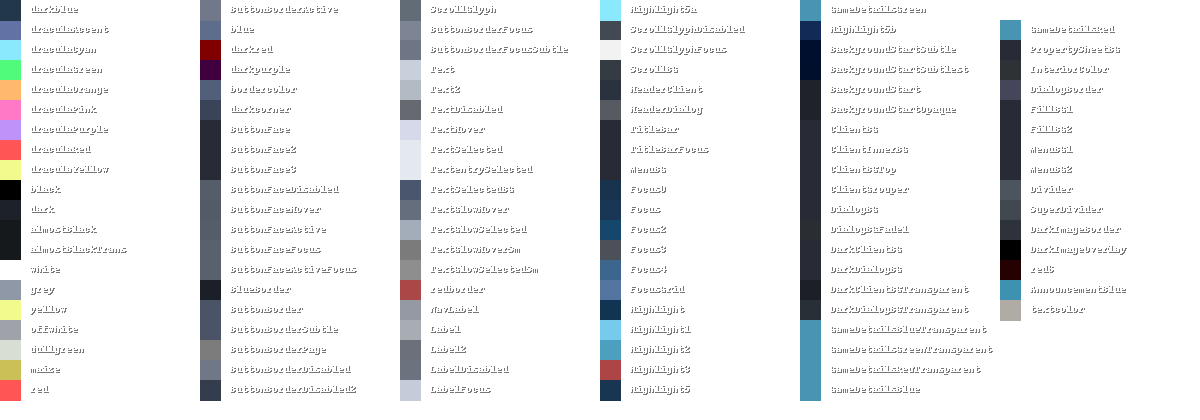 darkblue
draculaAccent
draculaCyan
draculaGreen
draculaOrange
draculaPink
draculaPurple
draculaRed
draculaYellow
black
dark
almostBlack
almostBlackTrans
white
grey
yellow
offwhite
dullgreen
maize
red
ButtonBorderActive
blue
darkred
darkpurple
bordercolor
darkcorner
ButtonFace
ButtonFace2
ButtonFace3
ButtonFaceDisabled
ButtonFaceHover
ButtonFaceActive
ButtonFaceFocus
ButtonFaceActiveFocus
BlueBorder
ButtonBorder
ButtonBorderSubtle
ButtonBorderPage
ButtonBorderDisabled
ButtonBorderDisabled2
ScrollGlyph
ButtonBorderFocus
ButtonBorderFocusSubtle
Text
Text2
TextDisabled
TextHover
TextSelected
TextentrySelected
TextSelectedBG
TextGlowHover
TextGlowSelected
TextGlowHoverSm
TextGlowSelectedSm
redborder
NavLabel
Label
Label2
LabelDisabled
LabelFocus
Highlight5a
ScrollGlyphDisabled
ScrollGlyphFocus
ScrollBG
HeaderClient
HeaderDialog
TitleBar
TitleBarFocus
MenuBG
Focus0
Focus
Focus2
Focus3
Focus4
FocusGrid
Highlight
Highlight1
Highlight2
Highlight3
Highlight5
GameDetailsGreen
Highlight5b
BackgroundStartSubtle
BackgroundStartSubtlest
BackgroundStart
BackgroundStartOpaque
ClientBG
ClientInnerBG
ClientBGTop
ClientGrouper
DialogBG
DialogBGFade1
DarkClientBG
DarkDialogBG
DarkClientBGTransparent
DarkDialogBGTransparent
GameDetailsBlueTransparent
GameDetailsGreenTransparent
GameDetailsRedTransparent
GameDetailsBlue
GameDetailsRed
PropertySheetBG
InteriorColor
DialogBorder
FillBG1
FillBG2
MenuBG1
MenuBG2
Divider
SuperDivider
DarkImageBorder
DarkImageOverlay
red6
AnnouncementBlue
textcolor